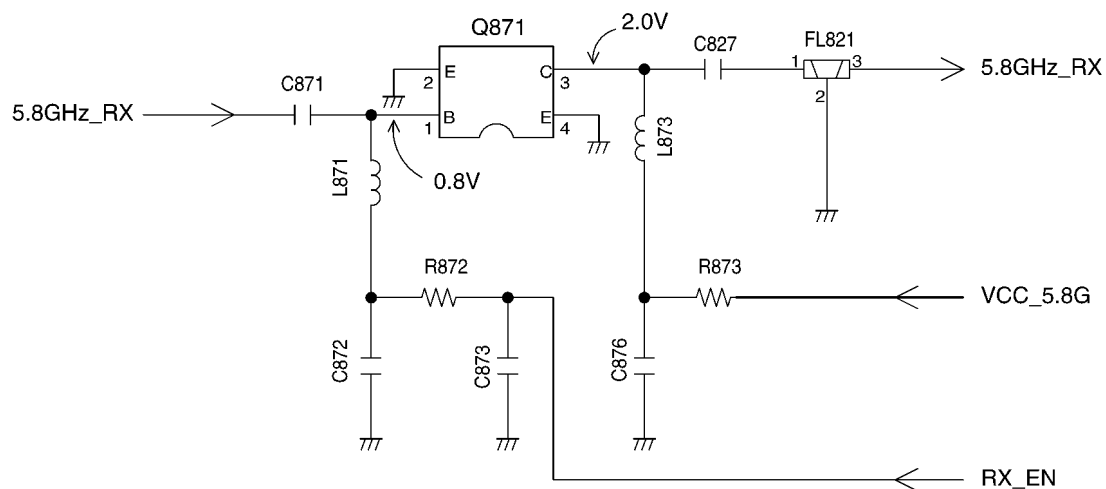 Q871
2.0V
C827
FL821
C871
E
2
C
3
1
3
2
5.8GHz_RX
5.8GHz_RX
B
1
E
4
L871
0.8V
L873
R872
R873
VCC_5.8G
C872
C873
C876
RX_EN